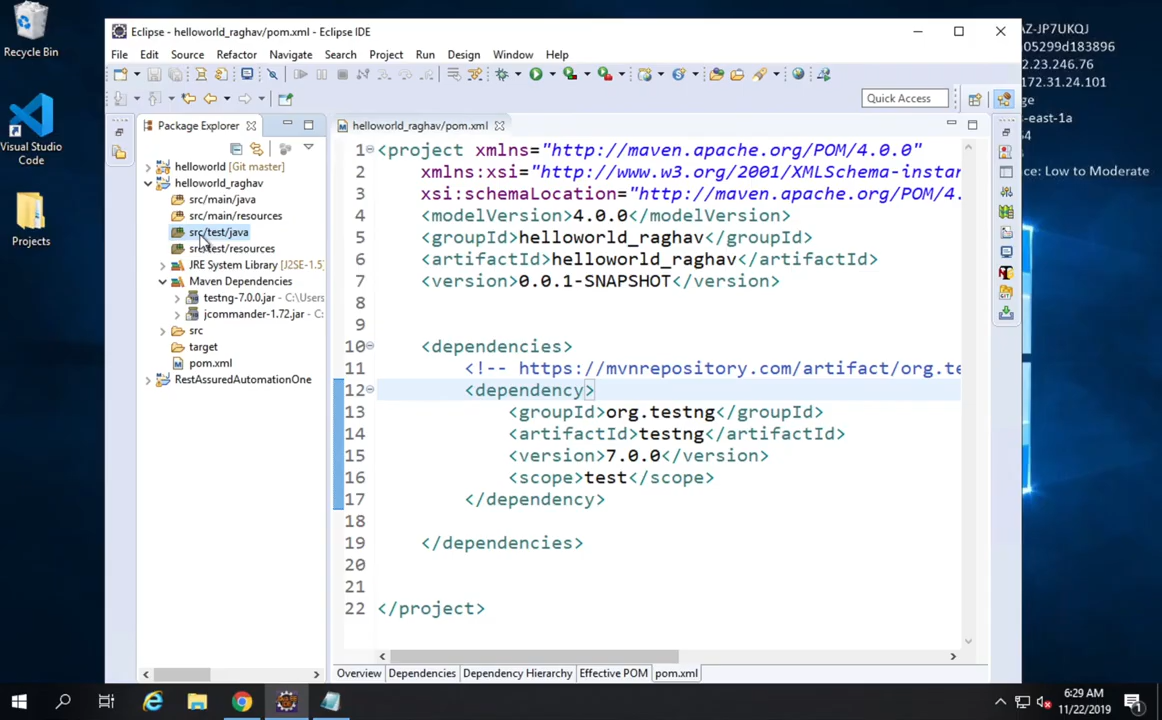 Recycle Bin
Visual Studio
Code
Projects
Eclipse - helloworld_raghav/pom.xml - Eclipse IDE
File Edit Source Refactor Navigate Search Project Run Design Window Help
Quick Access
Package Explorer
helloworld [Git master]
helloworld_raghav
src/main/java
src/main/resources
src/test/java
src/test/resources
JRE System Library [J2SE-1.5]
Maven Dependencies
testng-7.0.0.jar - C:\Users
jcommander-1.72.jar - C:
src
target
pom.xml
RestAssuredAutomationOne
helloworld_raghav/pom.xml
1 <project xmlns="http://maven.apache.org/POM/4.0.0"
2 xmlns:xsi="http://www.w3.org/2001/XMLSchema-instan
3 xsi:schemaLocation="http://maven.apache.org/POM/4.
4 <modelVersion>4.0.0</modelVersion>
5 <groupId>helloworld_raghav</groupId>
6 <artifactId>helloworld_raghav</artifactId>
7 <version>0.0.1-SNAPSHOT</version>
8
9
10 <dependencies>
11 <!-- https://mvnrepository.com/artifact/org.te
12 <dependency>
13 <groupId>org.testng</groupId>
14 <artifactId>testng</artifactId>
15 <version>7.0.0</version>
16 <scope>test</scope>
17 </dependency>
18
19 </dependencies>
20
21
22 </project>
Overview Dependencies Dependency Hierarchy Effective POM pom.xml
AZ-JP7UKQJ
05299d183896
.23.246.76
172.31.24.101
ge
s-east-1a
64
ce: Low to Moderate
6:29 AM
11/22/2019
1